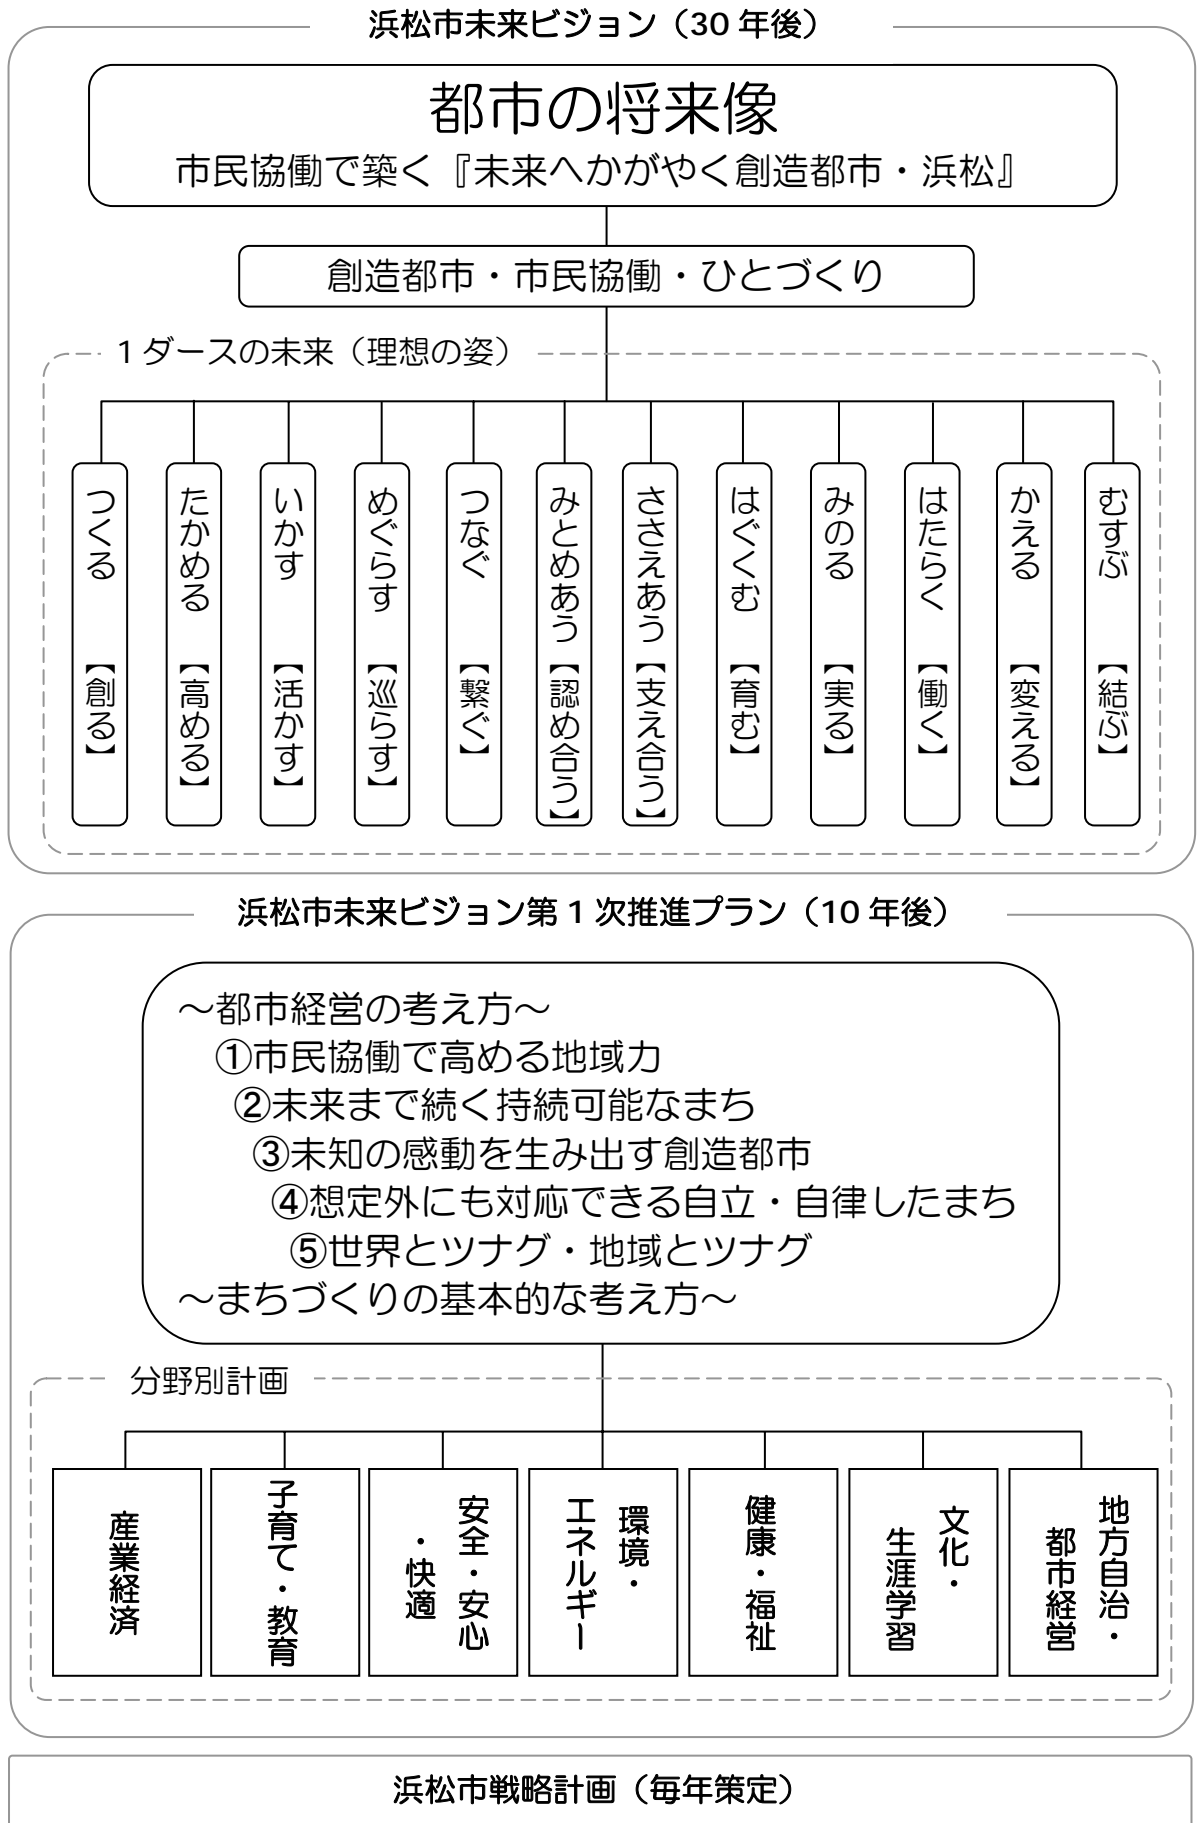 浜松市未来ビジョン（30 年後）
都市の将来像
市民協働で築く『未来へかがやく創造都市・浜松』
創造都市・市民協働・ひとづくり
１ダースの未来（理想の姿）
つくる　【創る】
たかめる　【高める】
いかす　【活かす】
めぐらす　【巡らす】
つなぐ　【繋ぐ】
みとめあう【認め合う】
ささえあう【支え合う】
はぐくむ　【育む】
みのる　【実る】
はたらく　【働く】
かえる　【変える】
むすぶ　【結ぶ】
浜松市未来ビジョン第 1 次推進プラン（10 年後）
～都市経営の考え方～
①市民協働で高める地域力
②未来まで続く持続可能なまち
③未知の感動を生み出す創造都市
④想定外にも対応できる自立・自律したまち
⑤世界とツナグ・地域とツナグ
～まちづくりの基本的な考え方～
分野別計画
産業経済
子育て・教育
安全・安心
・快適
環境・
エネルギー
健康・福祉
文化・
生涯学習
地方自治・
都市経営
浜松市戦略計画（毎年策定）